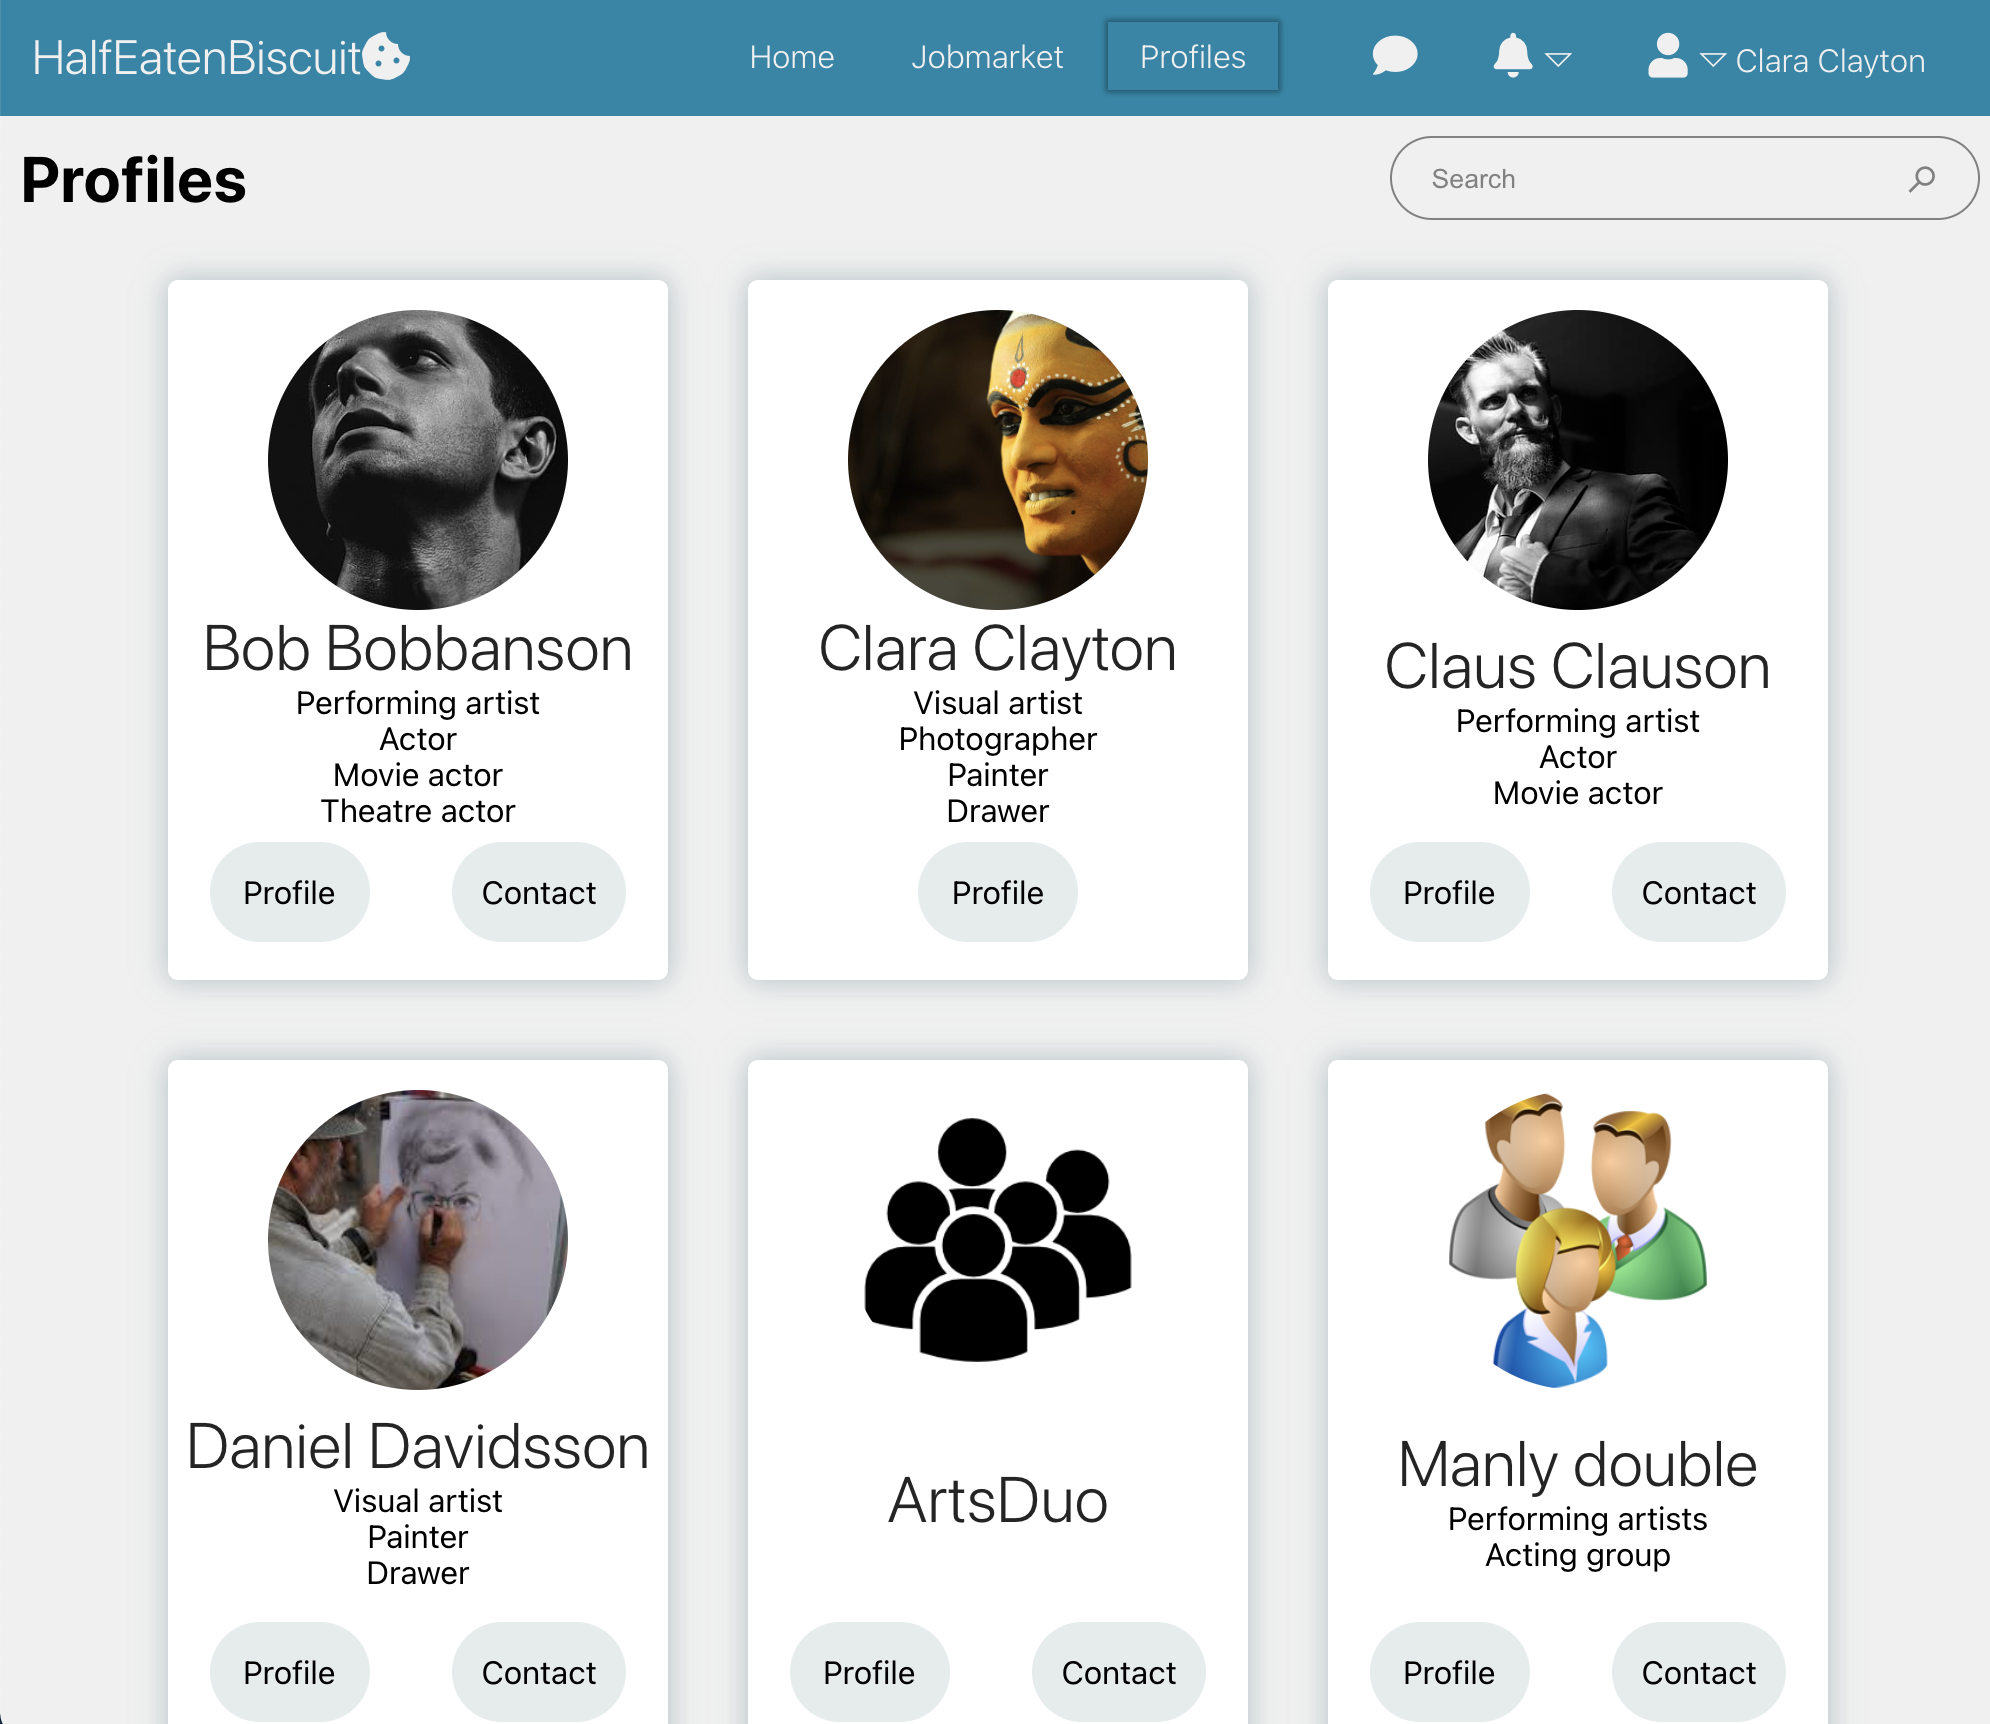 HalfEatenBiscuit
Home
Jobmarket
Profiles
Clara Clayton
Profiles
Search
Bob Bobbanson
Performing artist
Actor
Movie actor
Theatre actor
Profile
Contact
Clara Clayton
Visual artist
Photographer
Painter
Drawer
Profile
Claus Clauson
Performing artist
Actor
Movie actor
Profile
Contact
Daniel Davidsson
Visual artist
Painter
Drawer
Profile
Contact
ArtsDuo
Profile
Contact
Manly double
Performing artists
Acting group
Profile
Contact